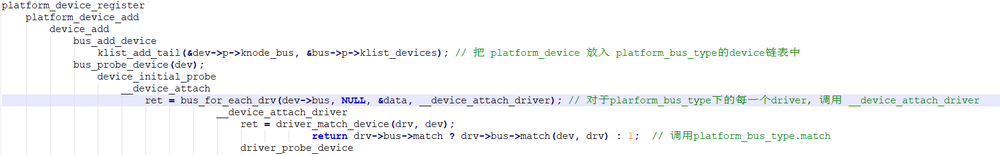 platform_device_register
platform_device_add
device_add
bus_add_device
klist_add_tail(&dev->p->knode_bus, &bus->p->klist_devices); // 把 platform_device 放入 platform_bus_type的device链表中
bus_probe_device(dev);
device_initial_probe
__device_attach
ret = bus_for_each_drv(dev->bus, NULL, &data, __device_attach_driver); // 对于plarform_bus_type下的每一个driver, 调用 __device_attach_driver
__device_attach_driver
ret = driver_match_device(drv, dev);
return drv->bus->match ? drv->bus->match(dev, drv) : 1; // 调用platform_bus_type.match
driver_probe_device